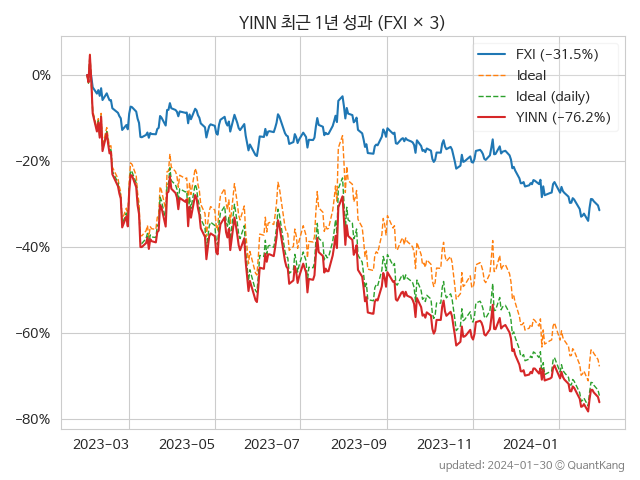 YINN 최근 1년 성과 (FXI × 3)
FXI (−31.5%)
Ideal
Ideal (daily)
YINN (−76.2%)
0%
−20%
−40%
−60%
−80%
2023-03 2023-05 2023-07 2023-09 2023-11 2024-01
updated: 2024-01-30 © QuantKang